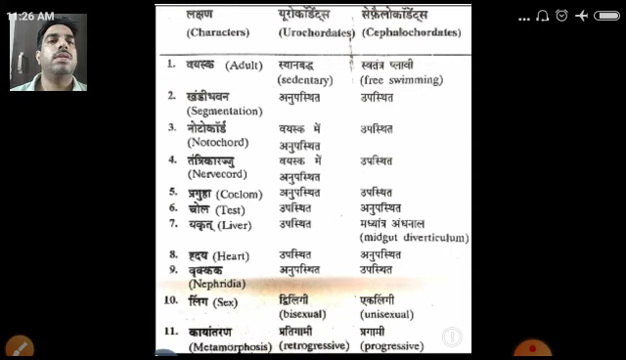 11:26 AM
लक्षण यूरोकॉर्डेट्स सेफ़ैलोकॉर्डेट्स
(Characters) (Urochordates) (Cephalochordates)
1. वयस्क (Adult) स्थानबद्ध स्वतंत्र प्लावी
(sedentary) (free swimming)
2. खंडीभवन अनुपस्थित उपस्थित
(Segmentation)
3. नोटोकॉर्ड वयस्क में उपस्थित
(Notochord) अनुपस्थित
4. तंत्रिकारज्जु वयस्क में उपस्थित
(Nervecord) अनुपस्थित
5. प्रगुहा (Coelom) अनुपस्थित उपस्थित
6. चोल (Test) उपस्थित अनुपस्थित
7. यकृत् (Liver) उपस्थित मध्यांत्र अंधनाल
(midgut diverticulum)
8. हृदय (Heart) उपस्थित अनुपस्थित
9. वृक्कक अनुपस्थित उपस्थित
(Nephridia)
10. लिंग (Sex) द्विलिंगी एकलिंगी
(bisexual) (unisexual)
11. कायांतरण प्रतिगामी प्रगामी
(Metamorphosis) (retrogressive) (progressive)